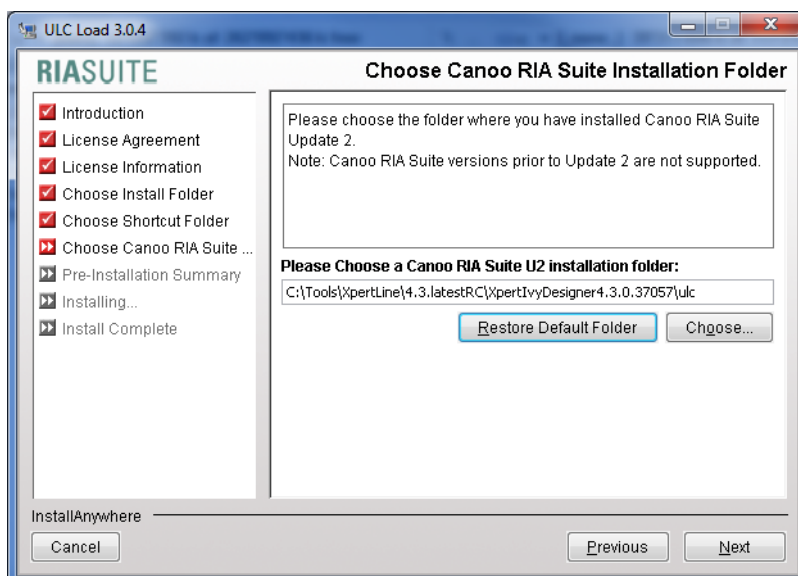 ULC Load 3.0.4
RIASUITE
Choose Canoo RIA Suite Installation Folder
Introduction
License Agreement
License Information
Choose Install Folder
Choose Shortcut Folder
Choose Canoo RIA Suite ...
Pre-Installation Summary
Installing...
Install Complete
Please choose the folder where you have installed Canoo RIA Suite
Update 2.
Note: Canoo RIA Suite versions prior to Update 2 are not supported.
Please Choose a Canoo RIA Suite U2 installation folder:
C:\Tools\XpertLine\4.3.latestRC\XpertIvyDesigner4.3.0.37057\ulc
Restore Default Folder
Choose...
InstallAnywhere
Cancel
Previous
Next